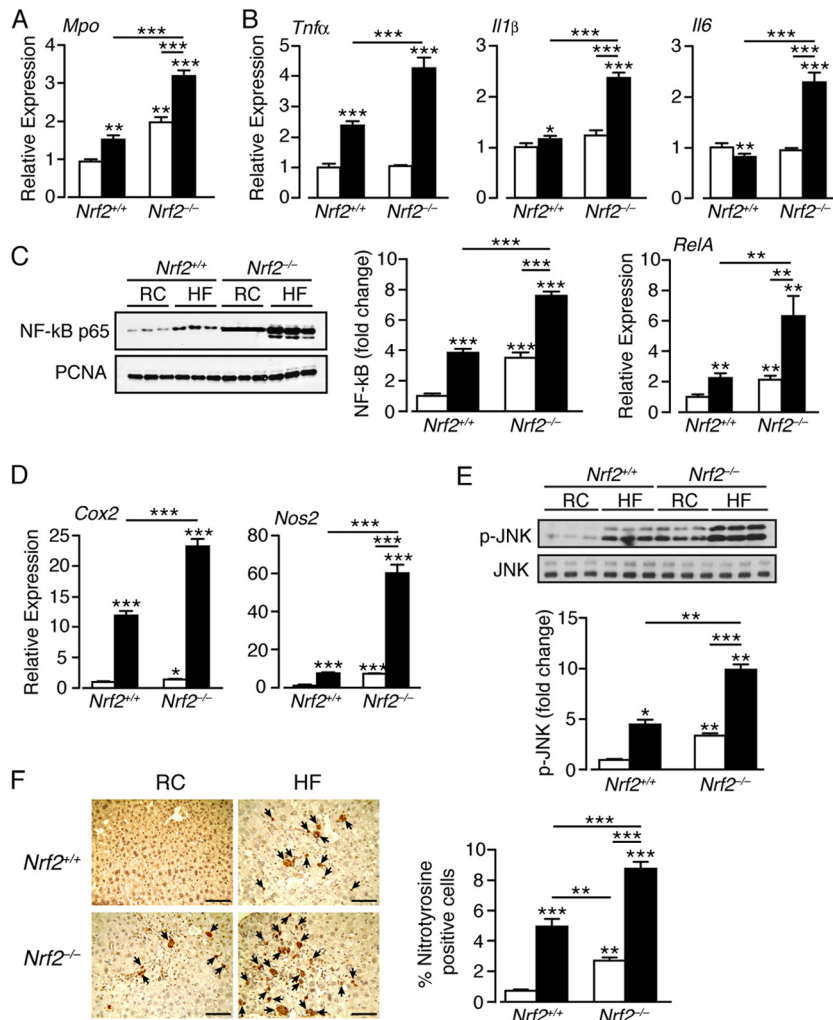 A
Mpo
Relative Expression
4
3
2
1
0
**
**
***
***
***
Nrf2+/+
Nrf2–/–
B
Tnfα
Relative Expression
5
4
3
2
1
0
***
***
***
Nrf2+/+
Nrf2–/–
Il1β
3
2
1
0
*
***
***
***
Nrf2+/+
Nrf2–/–
Il6
3
2
1
0
**
***
***
***
Nrf2+/+
Nrf2–/–
C
Nrf2+/+ Nrf2–/–
RC HF RC HF
NF-kB p65
PCNA
NF-kB (fold change)
10
8
6
4
2
0
***
***
***
***
***
Nrf2+/+
Nrf2–/–
RelA
Relative Expression
10
8
6
4
2
0
**
**
**
**
**
Nrf2+/+
Nrf2–/–
D
Cox2
Relative Expression
25
20
15
10
5
0
***
*
***
***
Nrf2+/+
Nrf2–/–
Nos2
80
60
40
20
0
***
***
***
***
***
Nrf2+/+
Nrf2–/–
E
Nrf2+/+ Nrf2–/–
RC HF RC HF
p-JNK
JNK
p-JNK (fold change)
15
10
5
0
*
**
**
***
**
Nrf2+/+
Nrf2–/–
F
RC HF
Nrf2+/+
Nrf2–/–
% Nitrotyrosine
positive cells
10
8
6
4
2
0
***
**
**
***
***
***
Nrf2+/+
Nrf2–/–